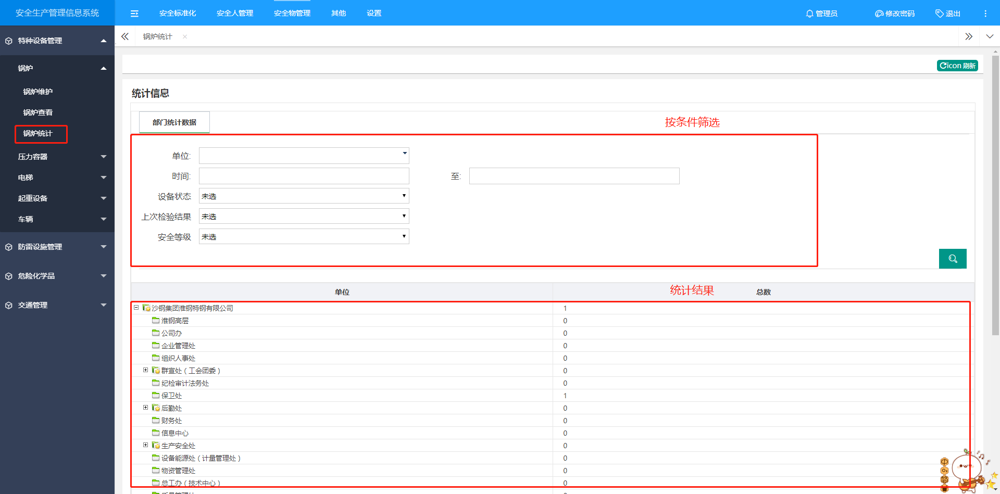 安全生产管理信息系统
安全标准化 安全人管理 安全物管理 其他 设置 管理员 修改密码 退出
特种设备管理
锅炉
锅炉维护
锅炉查看
锅炉统计
压力容器
电梯
起重设备
车辆
防雷设施管理
危险化学品
交通管理
锅炉统计 ×
icon 刷新
统计信息
部门统计数据
按条件筛选
单位:
时间: 至:
设备状态 未选
上次检验结果 未选
安全等级 未选
单位 统计结果 总数
沙钢集团淮钢特钢有限公司 1
淮钢高层 0
公司办 0
企业管理处 0
组织人事处 0
群宣处（工会团委） 0
纪检审计法务处 0
保卫处 1
后勤处 0
财务处 0
信息中心 0
生产安全处 0
设备能源处（计量管理处） 0
物资管理处 0
总工办（技术中心） 0
中
简